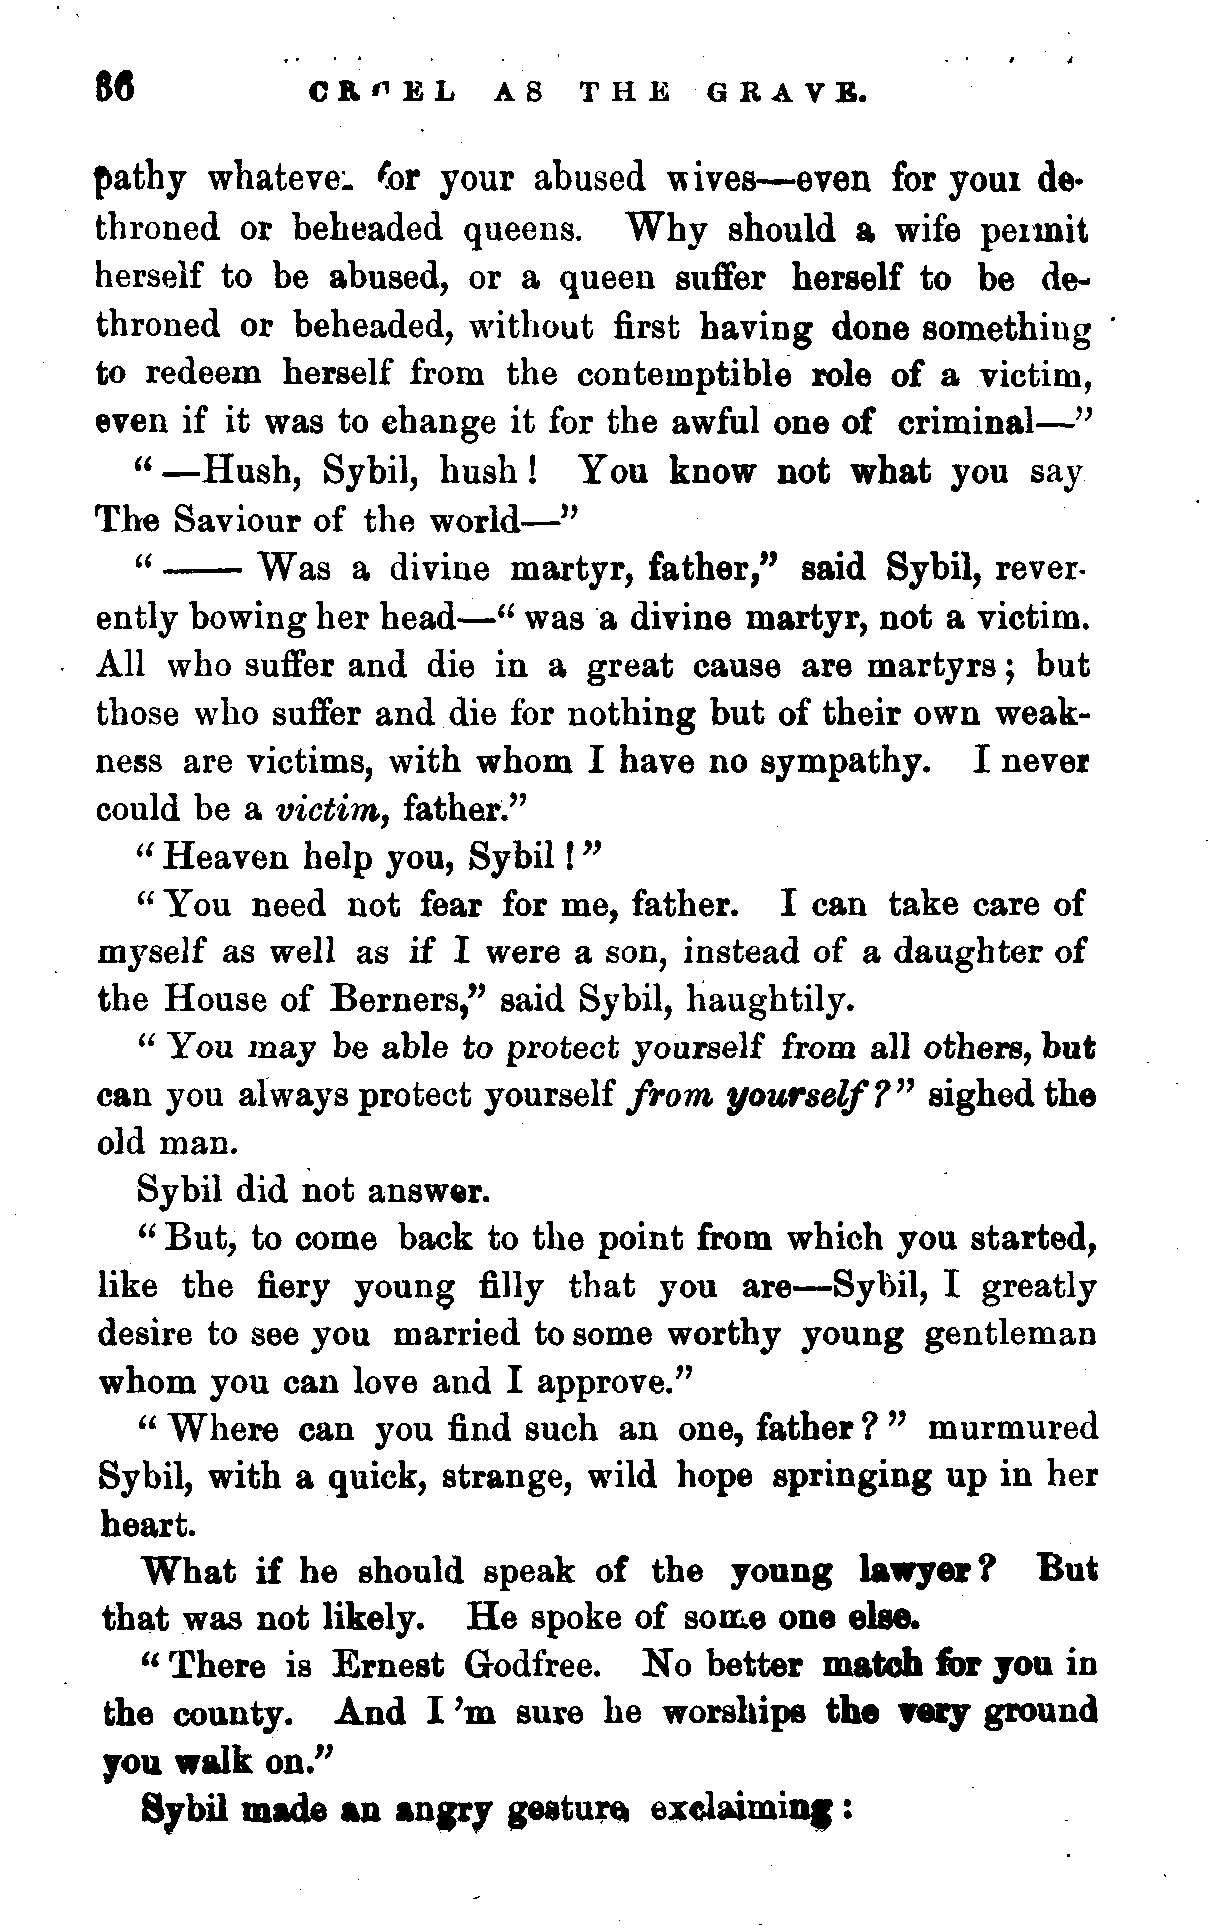 36 CRUEL AS THE GRAVE.
pathy whatever for your abused wives—even for your de-
throned or beheaded queens. Why should a wife permit
herself to be abused, or a queen suffer herself to be de-
throned or beheaded, without first having done something
to redeem herself from the contemptible role of a victim,
even if it was to change it for the awful one of criminal—"
"—Hush, Sybil, hush! You know not what you say
The Saviour of the world—"
"—— Was a divine martyr, father," said Sybil, rever-
ently bowing her head—"was a divine martyr, not a victim.
All who suffer and die in a great cause are martyrs; but
those who suffer and die for nothing but of their own weak-
ness are victims, with whom I have no sympathy. I never
could be a victim, father."
"Heaven help you, Sybil!"
"You need not fear for me, father. I can take care of
myself as well as if I were a son, instead of a daughter of
the House of Berners," said Sybil, haughtily.
"You may be able to protect yourself from all others, but
can you always protect yourself from yourself?" sighed the
old man.
Sybil did not answer.
"But, to come back to the point from which you started,
like the fiery young filly that you are—Sybil, I greatly
desire to see you married to some worthy young gentleman
whom you can love and I approve."
"Where can you find such an one, father?" murmured
Sybil, with a quick, strange, wild hope springing up in her
heart.
What if he should speak of the young lawyer? But
that was not likely. He spoke of some one else.
"There is Ernest Godfree. No better match for you in
the county. And I'm sure he worships the very ground
you walk on."
Sybil made an angry gesture exclaiming: